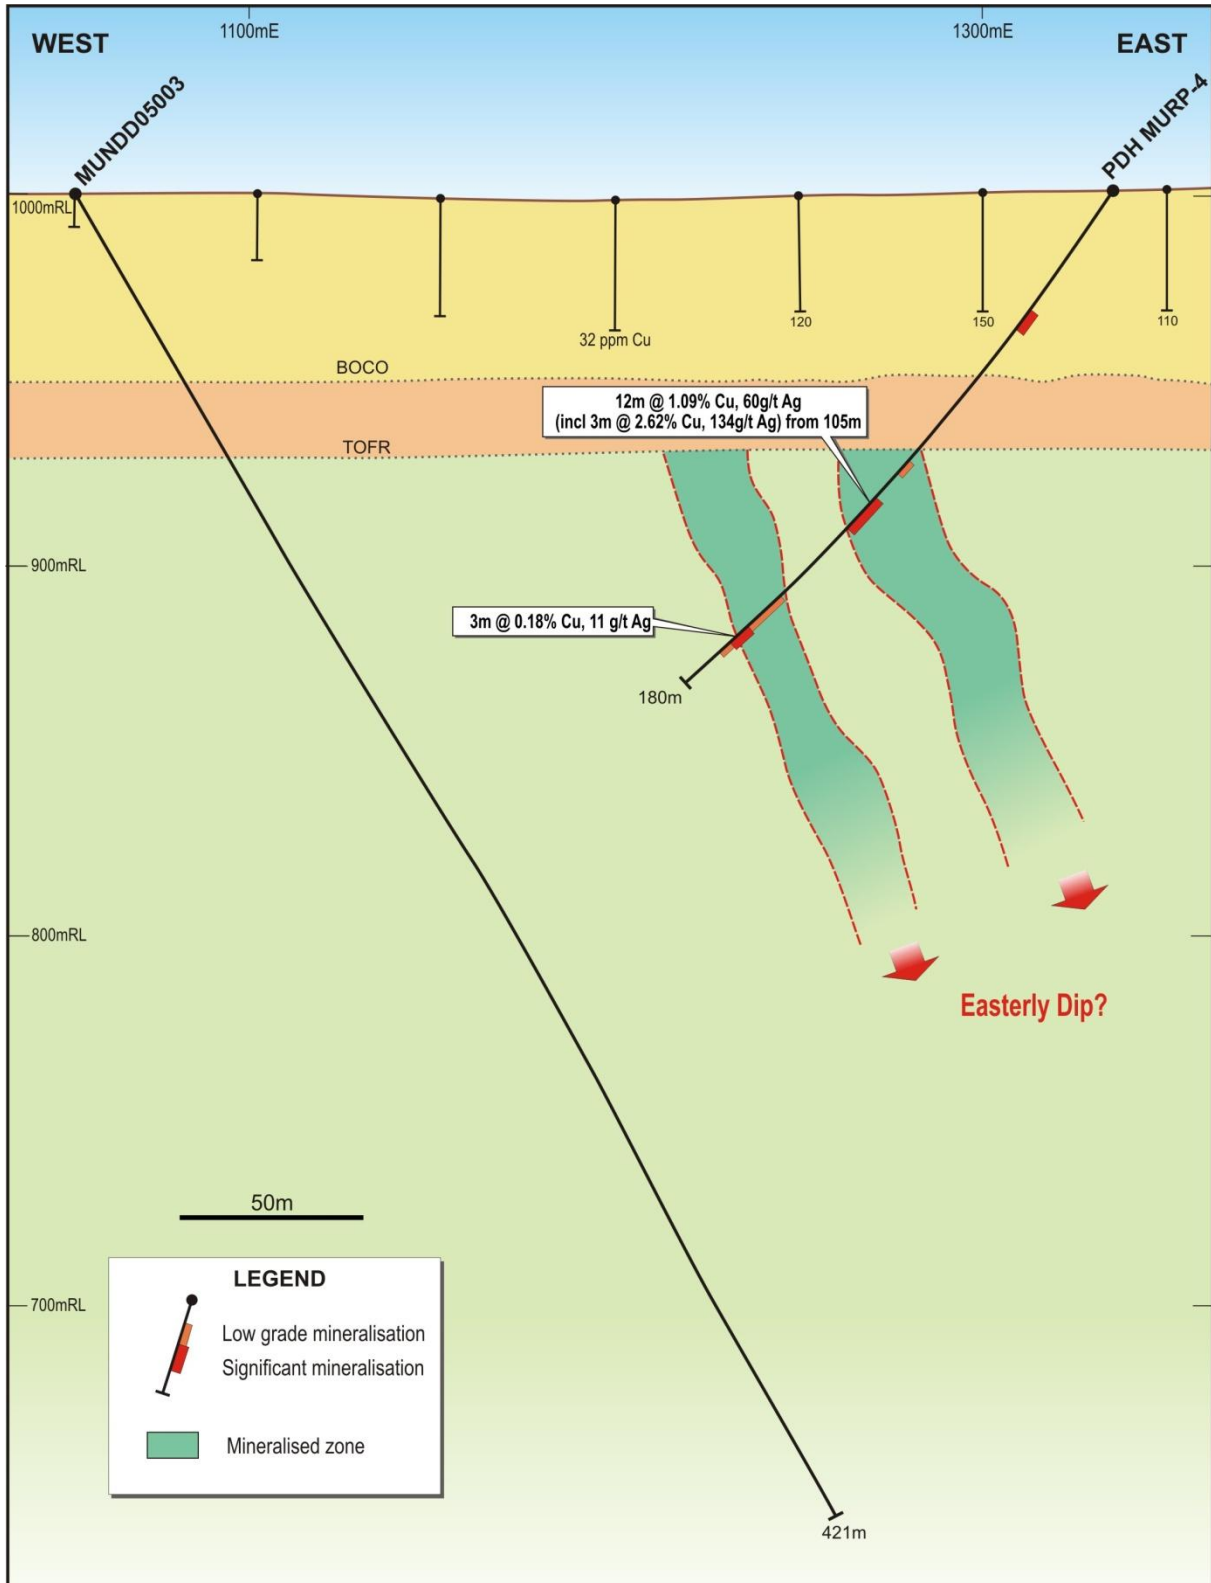 1100mE
1300mE
WEST
EAST
MUNDD05003
PDH MURP-4
1000mRL
32 ppm Cu
120
150
110
BOCO
12m @ 1.09% Cu, 60g/t Ag
(incl 3m @ 2.62% Cu, 134g/t Ag) from 105m
TOFR
900mRL
3m @ 0.18% Cu, 11 g/t Ag
180m
800mRL
Easterly Dip?
50m
LEGEND
700mRL
Low grade mineralisation
Significant mineralisation
Mineralised zone
421m